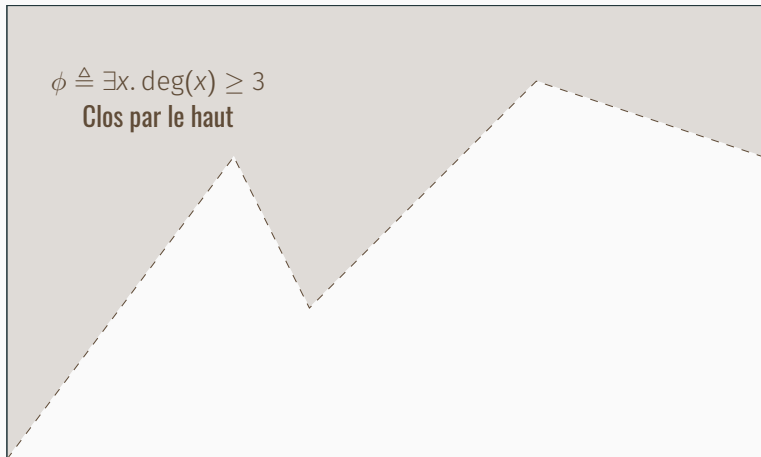 ϕ ≜ ∃x. deg(x) ≥ 3
Clos par le haut